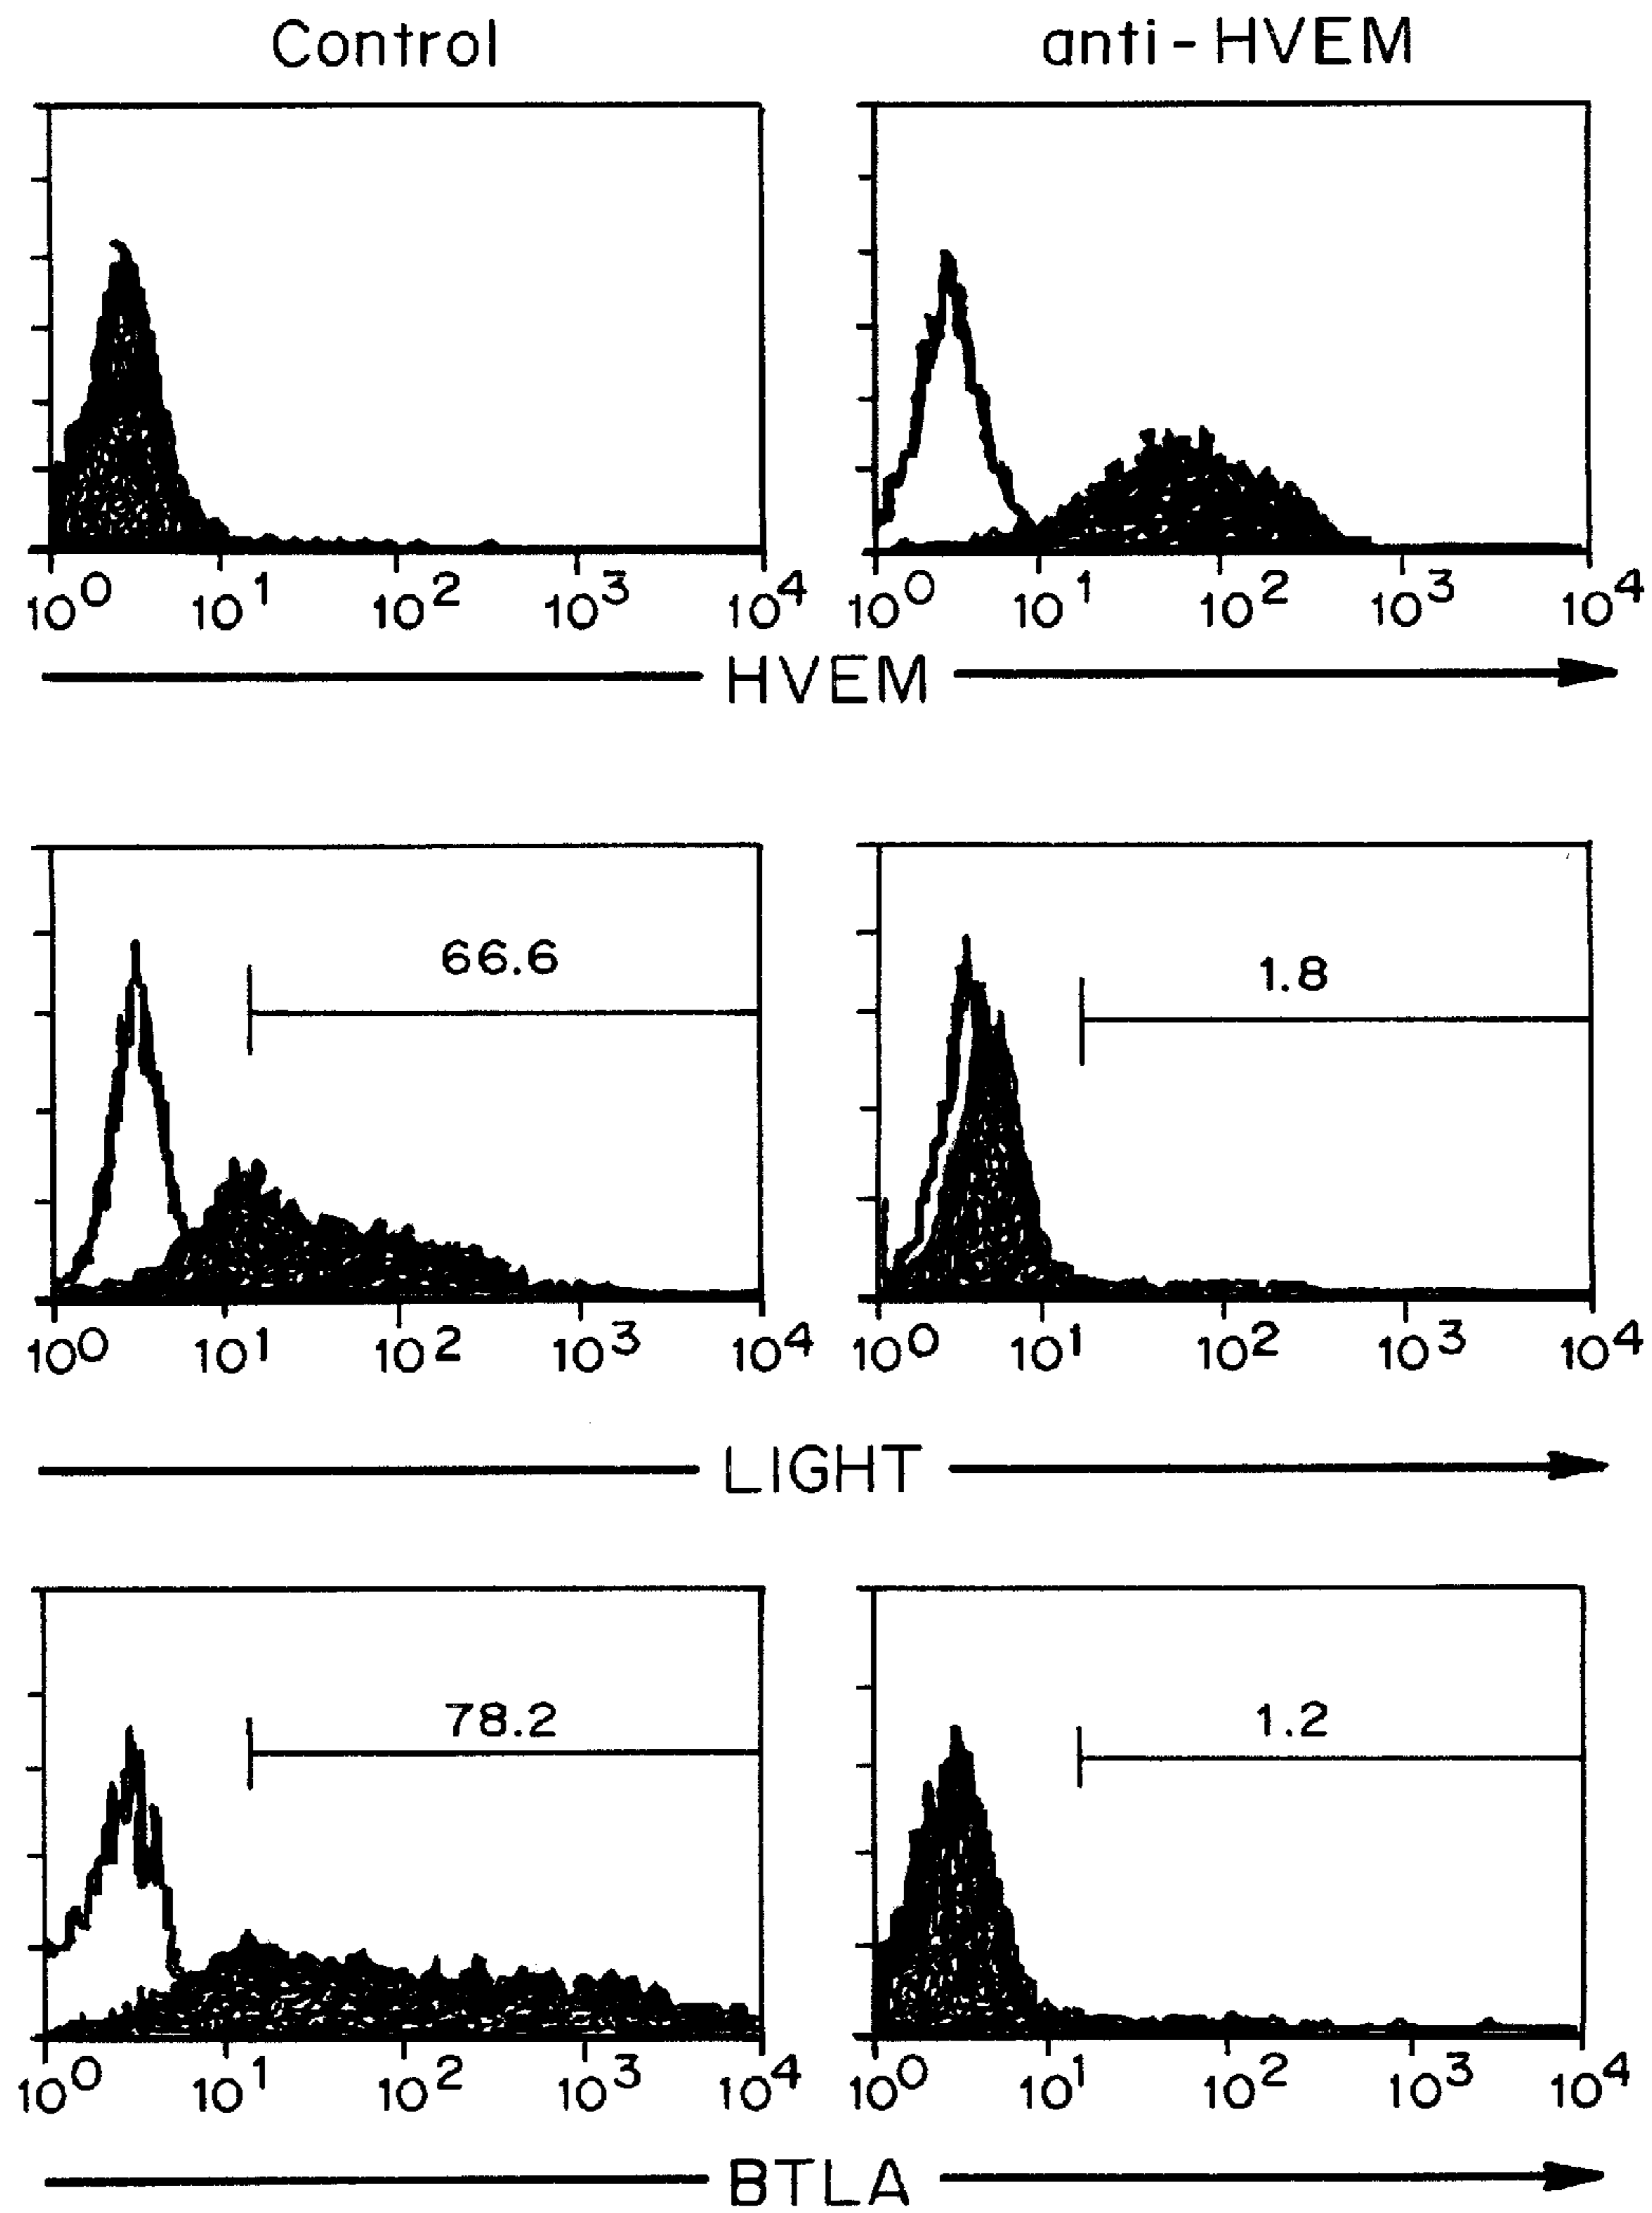 Control anti-HVEM
10⁰ 10¹ 10² 10³ 10⁴ 10⁰ 10¹ 10² 10³ 10⁴
HVEM
66.6 1.8
10⁰ 10¹ 10² 10³ 10⁴ 10⁰ 10¹ 10² 10³ 10⁴
LIGHT
78.2 1.2
10⁰ 10¹ 10² 10³ 10⁴ 10⁰ 10¹ 10² 10³ 10⁴
BTLA